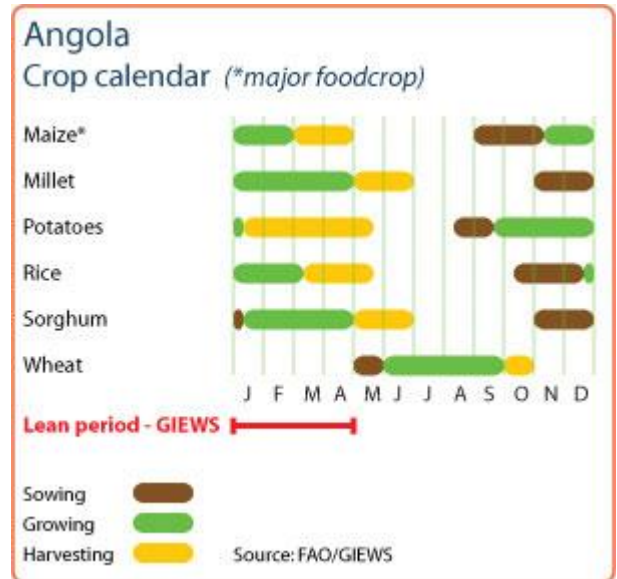 Angola
Crop calendar (*major foodcrop)
Maize*
Millet
Potatoes
Rice
Sorghum
Wheat
J F M A M J J A S O N D
Lean period - GIEWS
Sowing
Growing
Harvesting
Source: FAO/GIEWS